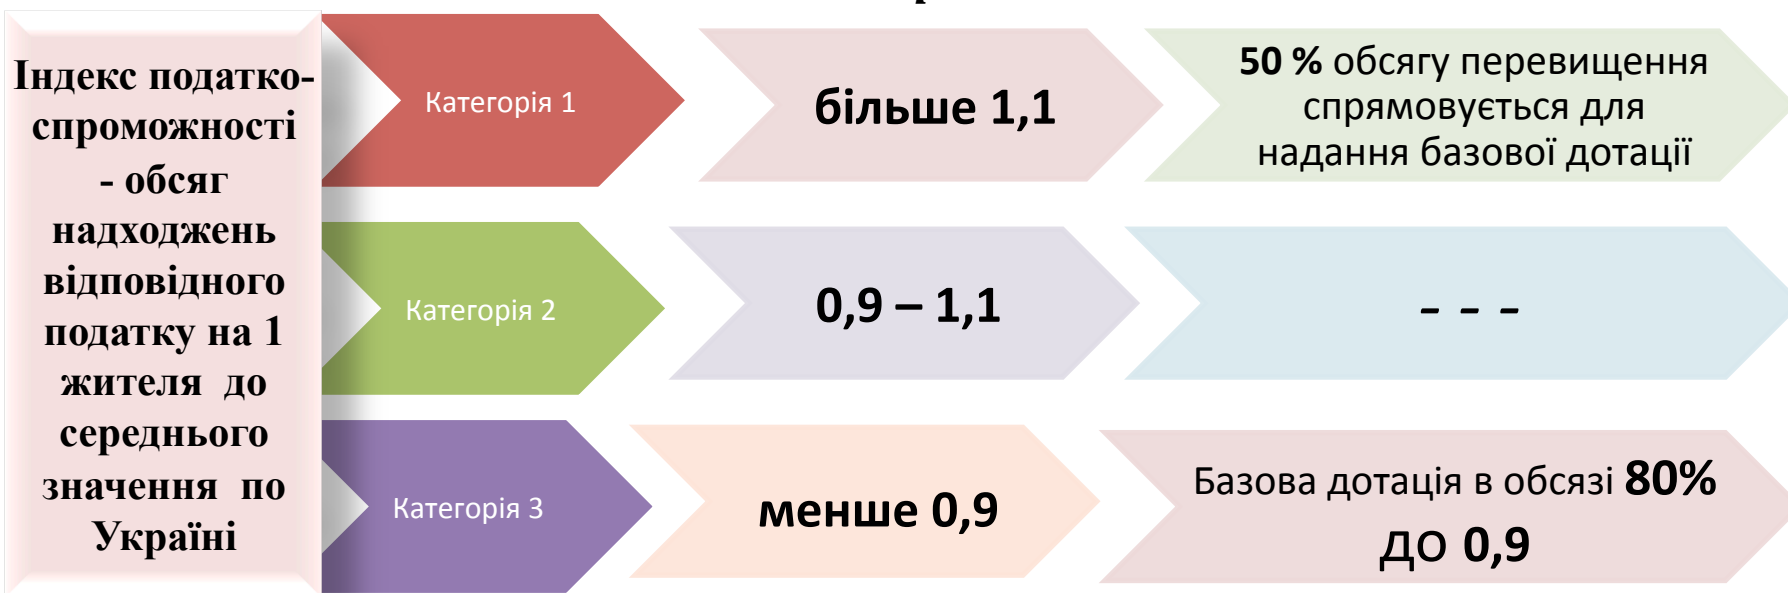 Індекс податко-
спроможності
- обсяг
надходжень
відповідного
податку на 1
жителя до
середнього
значення по
Україні
Категорія 1
більше 1,1
50 % обсягу перевищення
спрямовується для
надання базової дотації
Категорія 2
0,9 – 1,1
- - -
Категорія 3
менше 0,9
Базова дотація в обсязі 80%
до 0,9